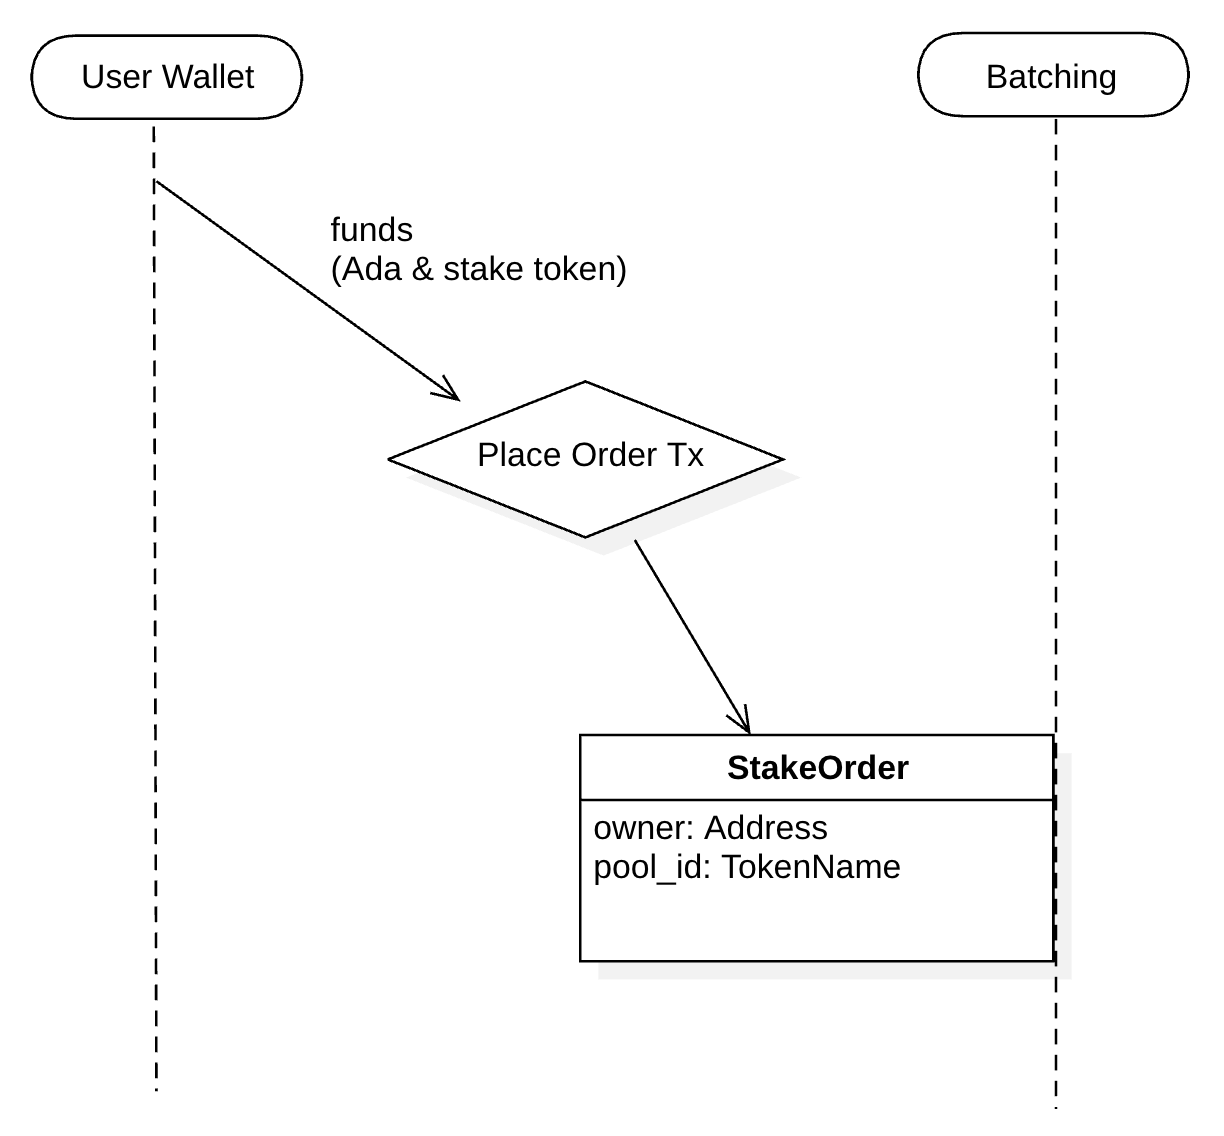 User Wallet
Batching
funds
(Ada & stake token)
Place Order Tx
StakeOrder
owner: Address
pool_id: TokenName